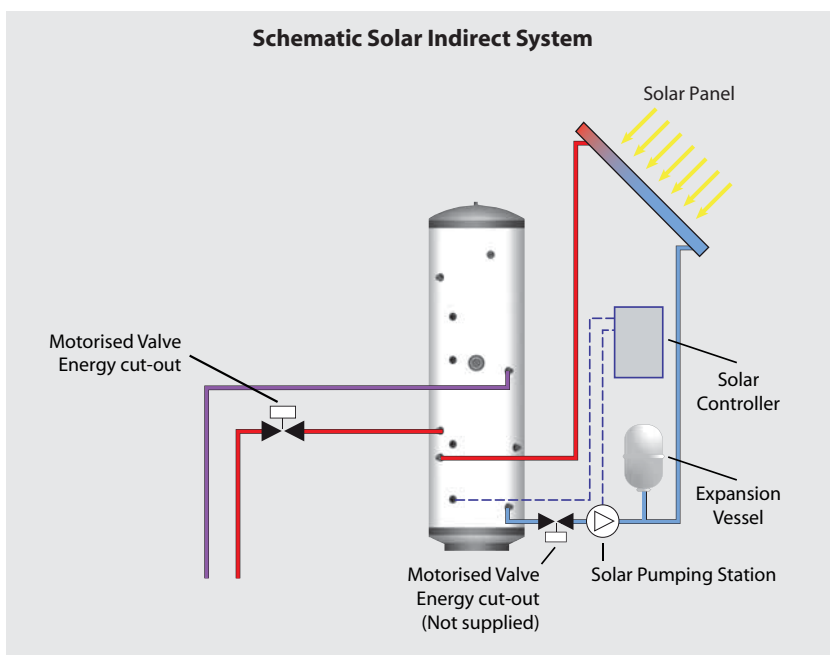 Schematic Solar Indirect System
Solar Panel
Motorised Valve
Energy cut-out
Solar
Controller
Expansion
Vessel
Motorised Valve
Energy cut-out
(Not supplied)
Solar Pumping Station